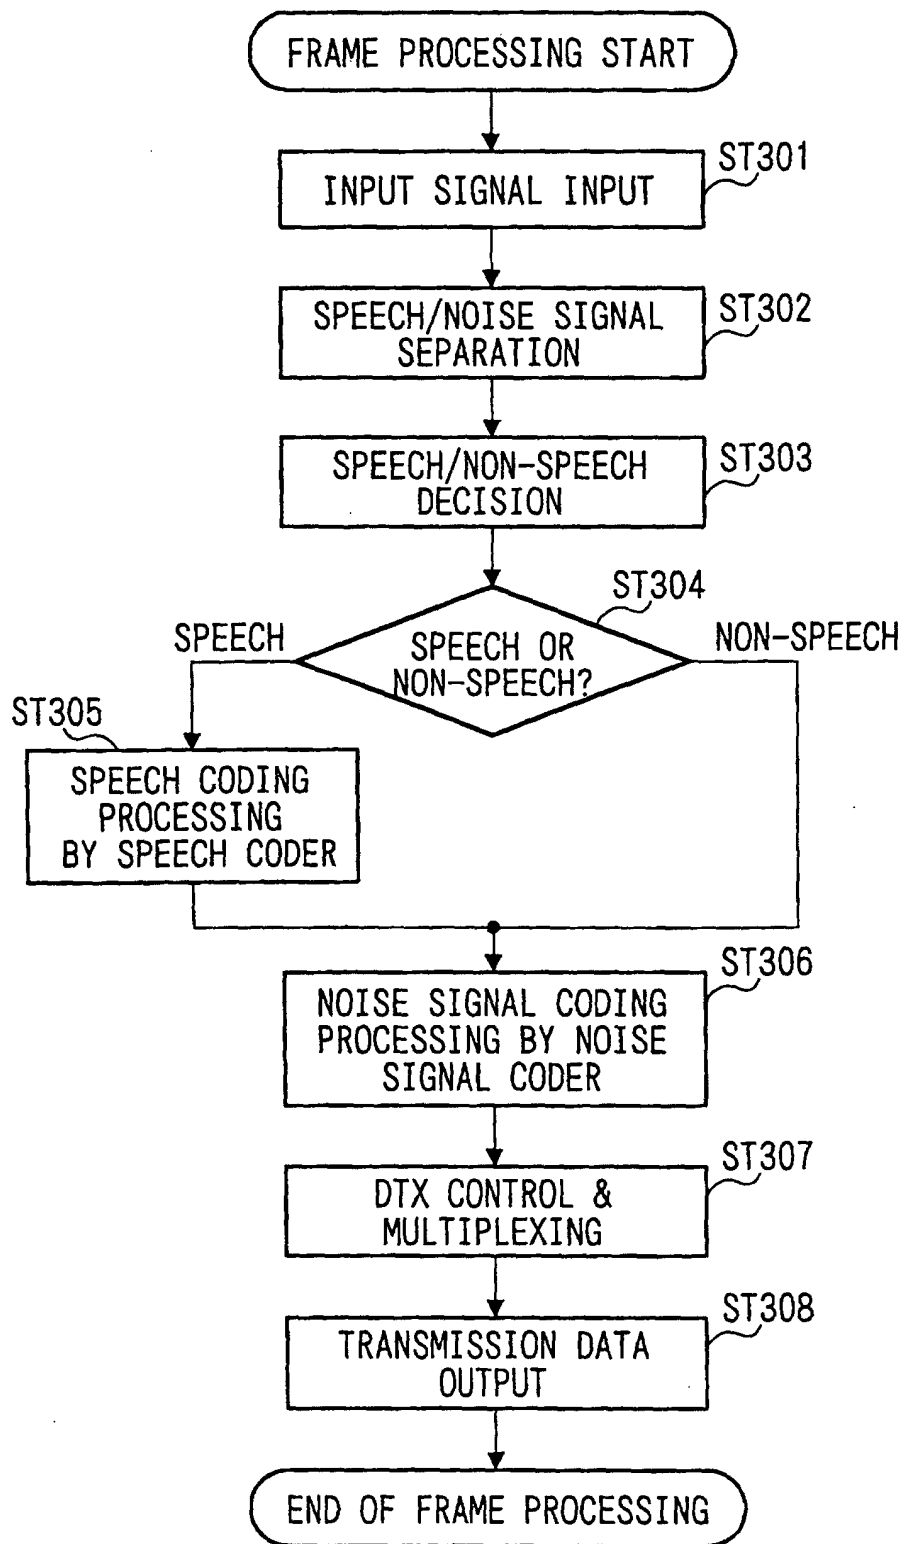 FRAME PROCESSING START
ST301
INPUT SIGNAL INPUT
ST302
SPEECH/NOISE SIGNAL
SEPARATION
ST303
SPEECH/NON-SPEECH
DECISION
ST304
SPEECH
NON-SPEECH
SPEECH OR
NON-SPEECH?
ST305
SPEECH CODING
PROCESSING
BY SPEECH CODER
ST306
NOISE SIGNAL CODING
PROCESSING BY NOISE
SIGNAL CODER
ST307
DTX CONTROL &
MULTIPLEXING
ST308
TRANSMISSION DATA
OUTPUT
END OF FRAME PROCESSING